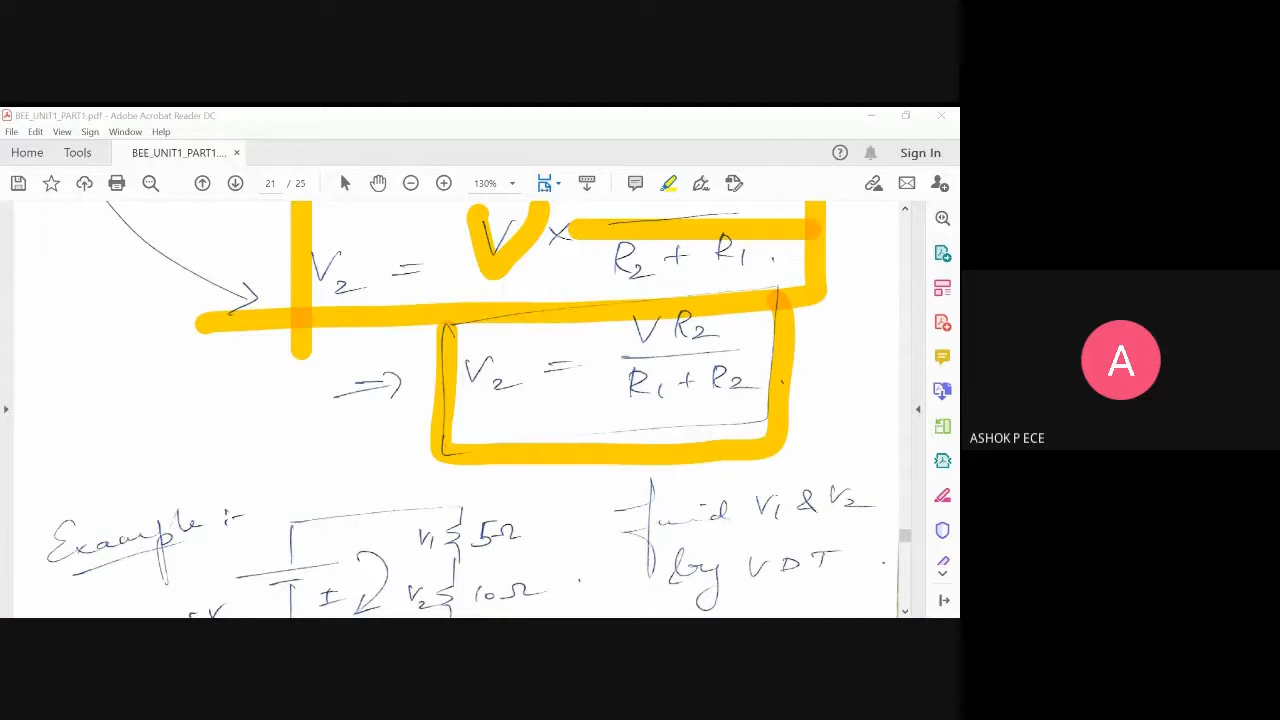 BEE_UNIT1_PART1.pdf - Adobe Acrobat Reader DC
File Edit View Sign Window Help
Home Tools BEE_UNIT1_PART1.... × Sign In
21 / 25 130%
V₂ = V × / R₂ + R₁ .
⇒ V₂ = V R₂ / R₁ + R₂ .
Example :-
V₁ 5Ω
I V₂ 10Ω .
find V₁ & V₂
by VDT .
5V
A
ASHOK P ECE